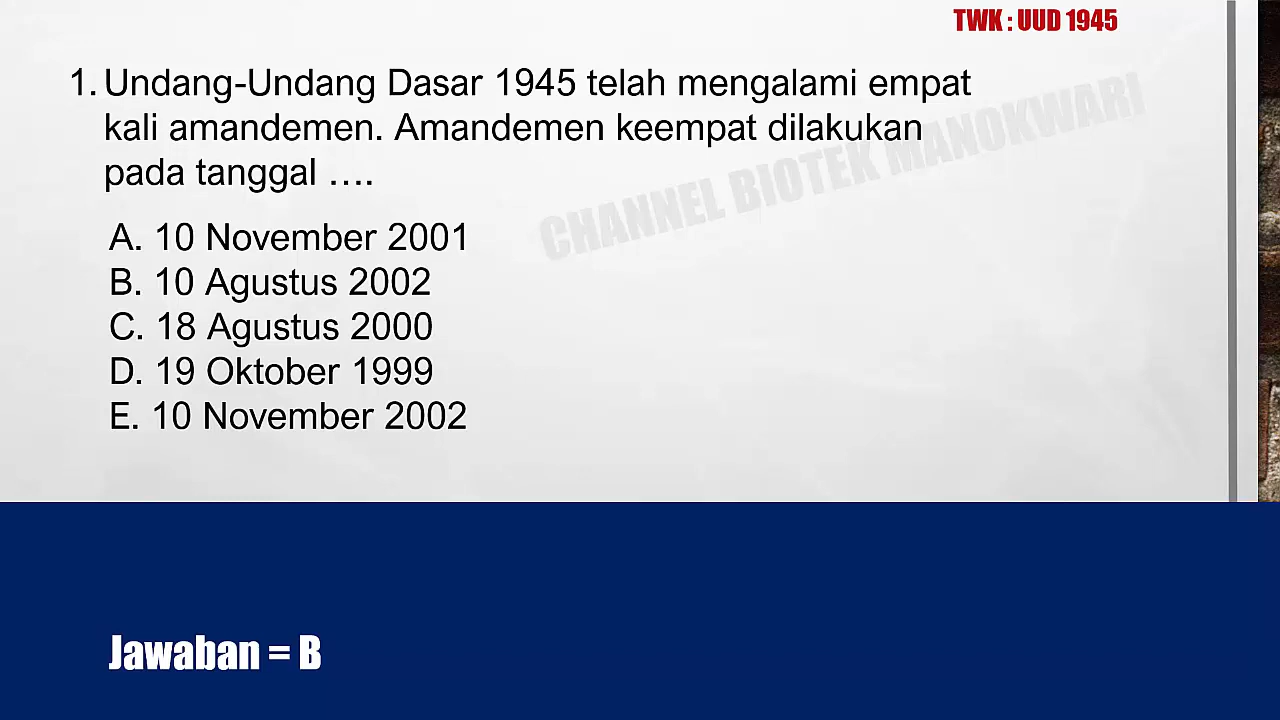 TWK : UUD 1945
1. Undang-Undang Dasar 1945 telah mengalami empat
kali amandemen. Amandemen keempat dilakukan
pada tanggal ....
CHANNEL BIOTEK MANOKWARI
A. 10 November 2001
B. 10 Agustus 2002
C. 18 Agustus 2000
D. 19 Oktober 1999
E. 10 November 2002
Jawaban = B